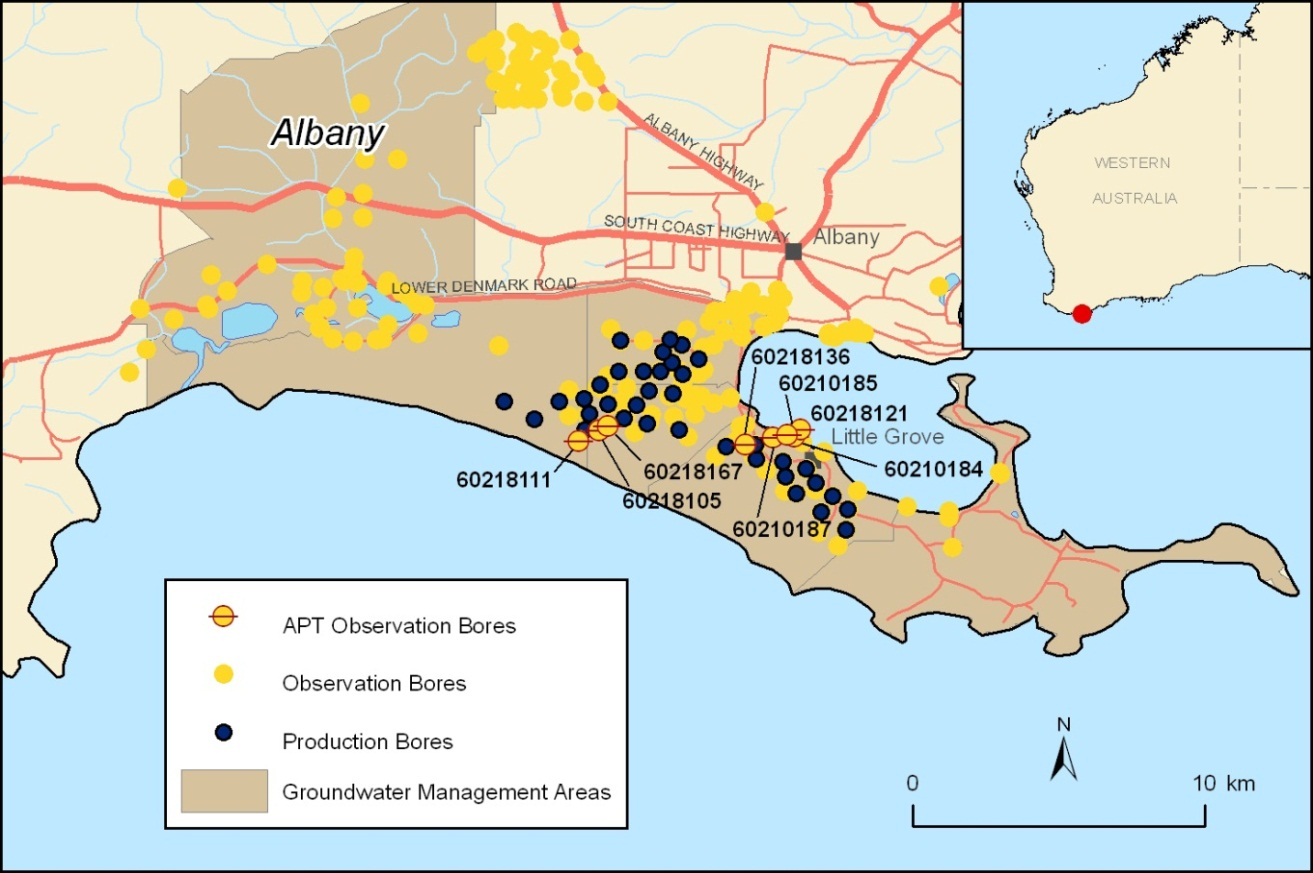 Albany
ALBANY HIGHWAY
SOUTH COAST HIGHWAY
Albany
LOWER DENMARK ROAD
WESTERN
AUSTRALIA
60218136
60210185
60218121
Little Grove
60210184
60218167
60218111
60218105
60210187
APT Observation Bores
Observation Bores
Production Bores
Groundwater Management Areas
N
0 10 km